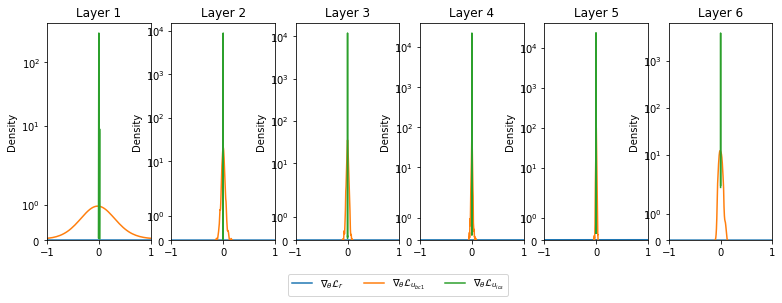 Layer 1 Layer 2 Layer 3 Layer 4 Layer 5 Layer 6
Density Density Density Density Density Density
10² 10¹ 10⁰ 0
10⁴ 10³ 10² 10¹ 10⁰ 0
10⁴ 10³ 10² 10¹ 10⁰ 0
10⁴ 10³ 10² 10¹ 10⁰ 0
10⁴ 10³ 10² 10¹ 10⁰ 0
10³ 10² 10¹ 10⁰ 0
−1 0 1 −1 0 1 −1 0 1 −1 0 1 −1 0 1 −1 0 1
∇θℒr ∇θℒu_bc1 ∇θℒu_ics